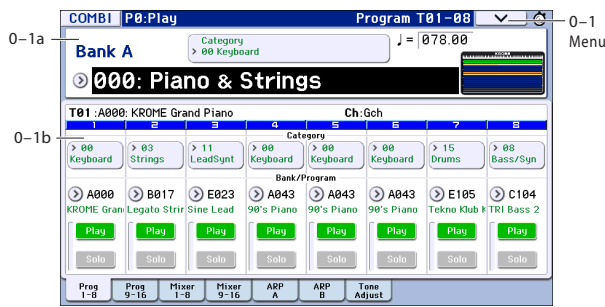 COMBI P0:Play Program T01-08
0-1
Menu
0-1a
Bank A
Category
> 00 Keyboard
♩= 078.00
KROME
000: Piano & Strings
T01 :A000: KROME Grand Piano Ch:Gch
1 2 3 4 5 6 7 8
0-1b
Category
> 00 Keyboard > 03 Strings > 11 LeadSynt > 00 Keyboard > 00 Keyboard > 00 Keyboard > 15 Drums > 08 Bass/Syn
Bank/Program
A000 B017 E023 A043 A043 A043 E105 C104
KROME Gran Legato Strin Sine Lead 90's Piano 90's Piano 90's Piano Tekno Klub K TRI Bass 2
Play Play Play Play Play Play Play Play
Solo Solo Solo Solo Solo Solo Solo Solo
Prog 1-8 Prog 9-16 Mixer 1-8 Mixer 9-16 ARP A ARP B Tone Adjust